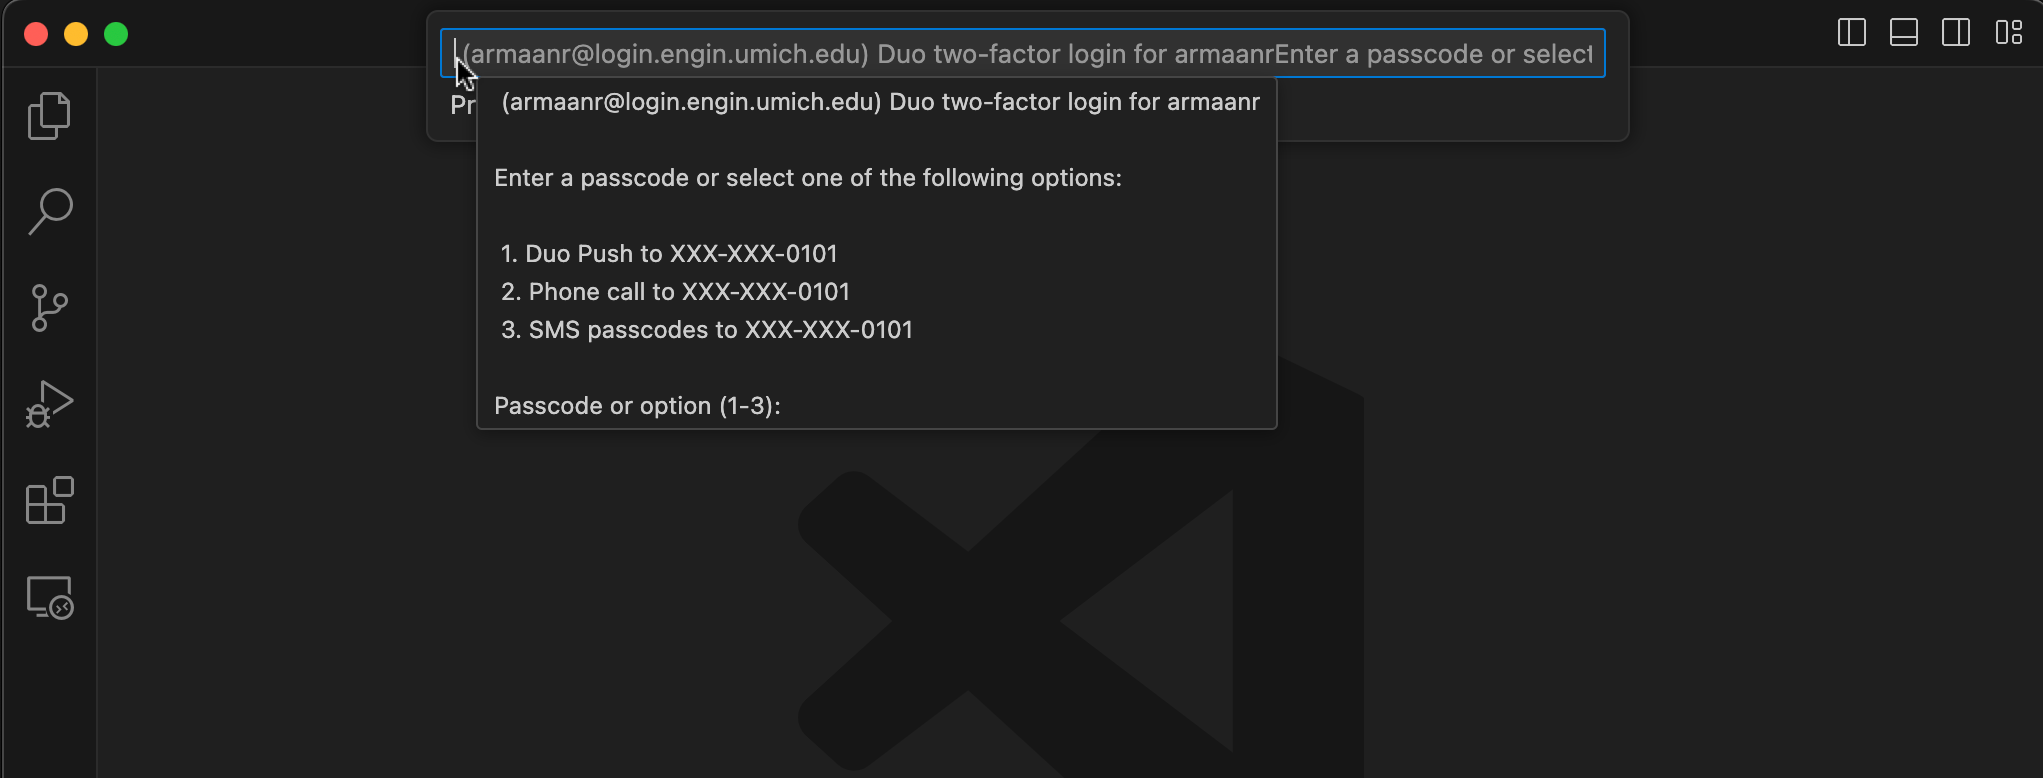 (armaanr@login.engin.umich.edu) Duo two-factor login for armaanrEnter a passcode or select
Pr
(armaanr@login.engin.umich.edu) Duo two-factor login for armaanr
Enter a passcode or select one of the following options:
1. Duo Push to XXX-XXX-0101
2. Phone call to XXX-XXX-0101
3. SMS passcodes to XXX-XXX-0101
Passcode or option (1-3):